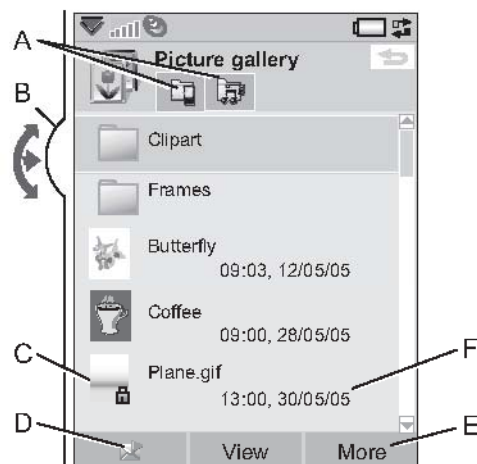 A
Picture gallery
B
Clipart
Frames
Butterfly
09:03, 12/05/05
Coffee
09:00, 28/05/05
C
Plane.gif
F
13:00, 30/05/05
D
View
More
E